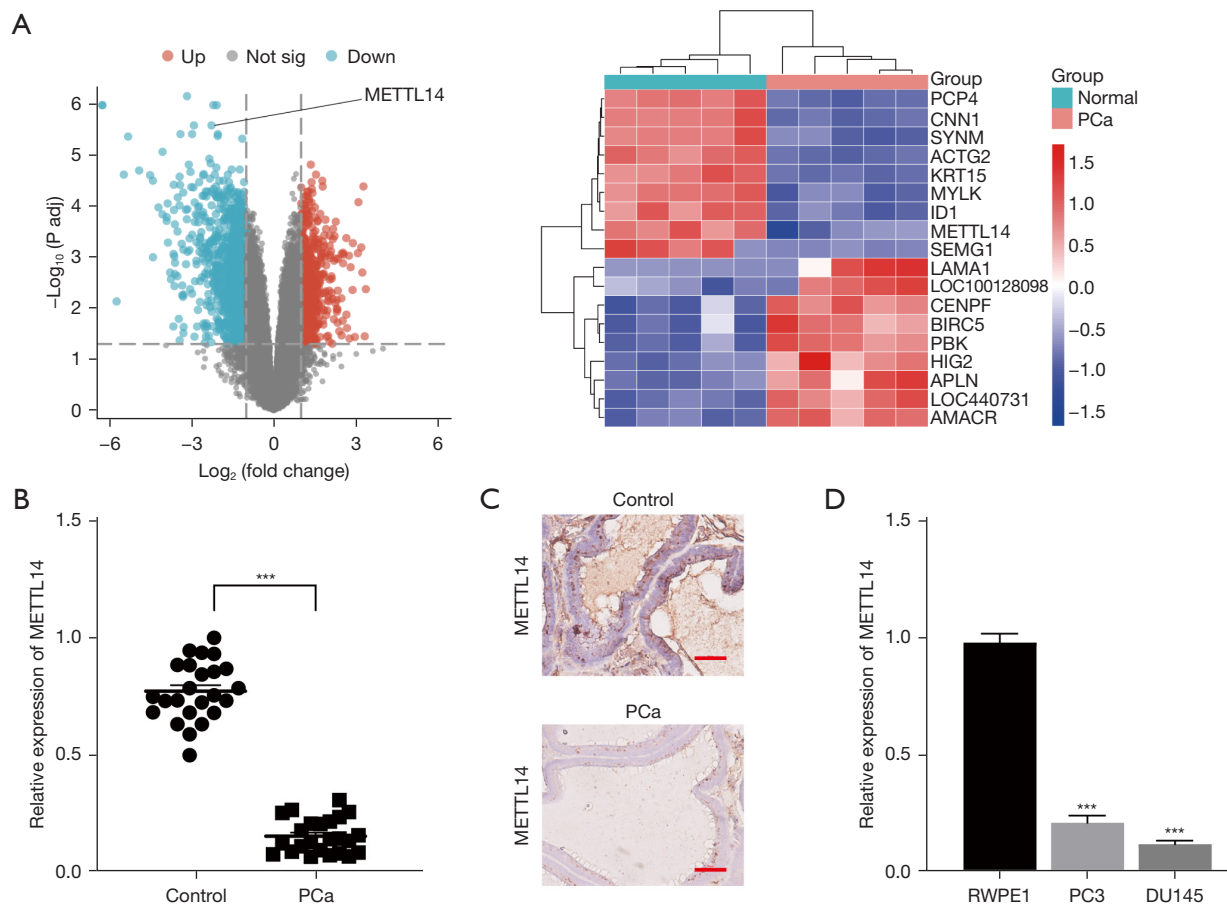 A
Up
Not sig
Down
METTL14
6
5
4
3
2
1
0
−Log10 (P adj)
−6
−3
0
3
6
Log2 (fold change)
Group
PCP4
CNN1
SYNM
ACTG2
KRT15
MYLK
ID1
METTL14
SEMG1
LAMA1
LOC100128098
CENPF
BIRC5
PBK
HIG2
APLN
LOC440731
AMACR
Group
Normal
PCa
1.5
1.0
0.5
0.0
−0.5
−1.0
−1.5
B
Relative expression of METTL14
1.5
1.0
0.5
0.0
***
Control
PCa
C
Control
METTL14
PCa
METTL14
D
Relative expression of METTL14
1.5
1.0
0.5
0.0
***
***
RWPE1
PC3
DU145